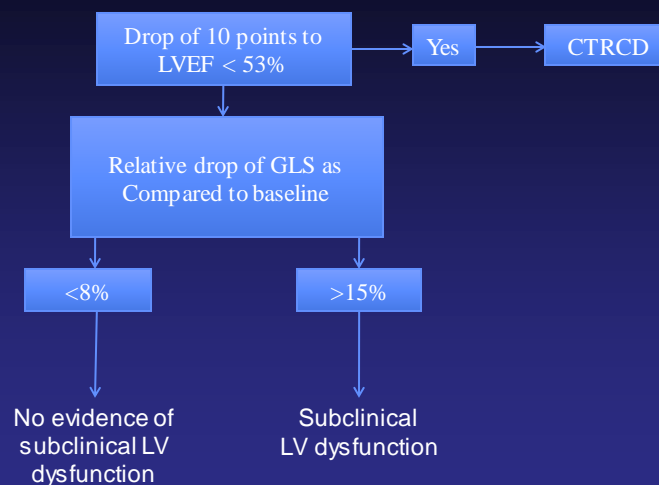 Drop of 10 points to
LVEF < 53%
Yes
CTRCD
Relative drop of GLS as
Compared to baseline
<8%
>15%
No evidence of
subclinical LV
dysfunction
Subclinical
LV dysfunction